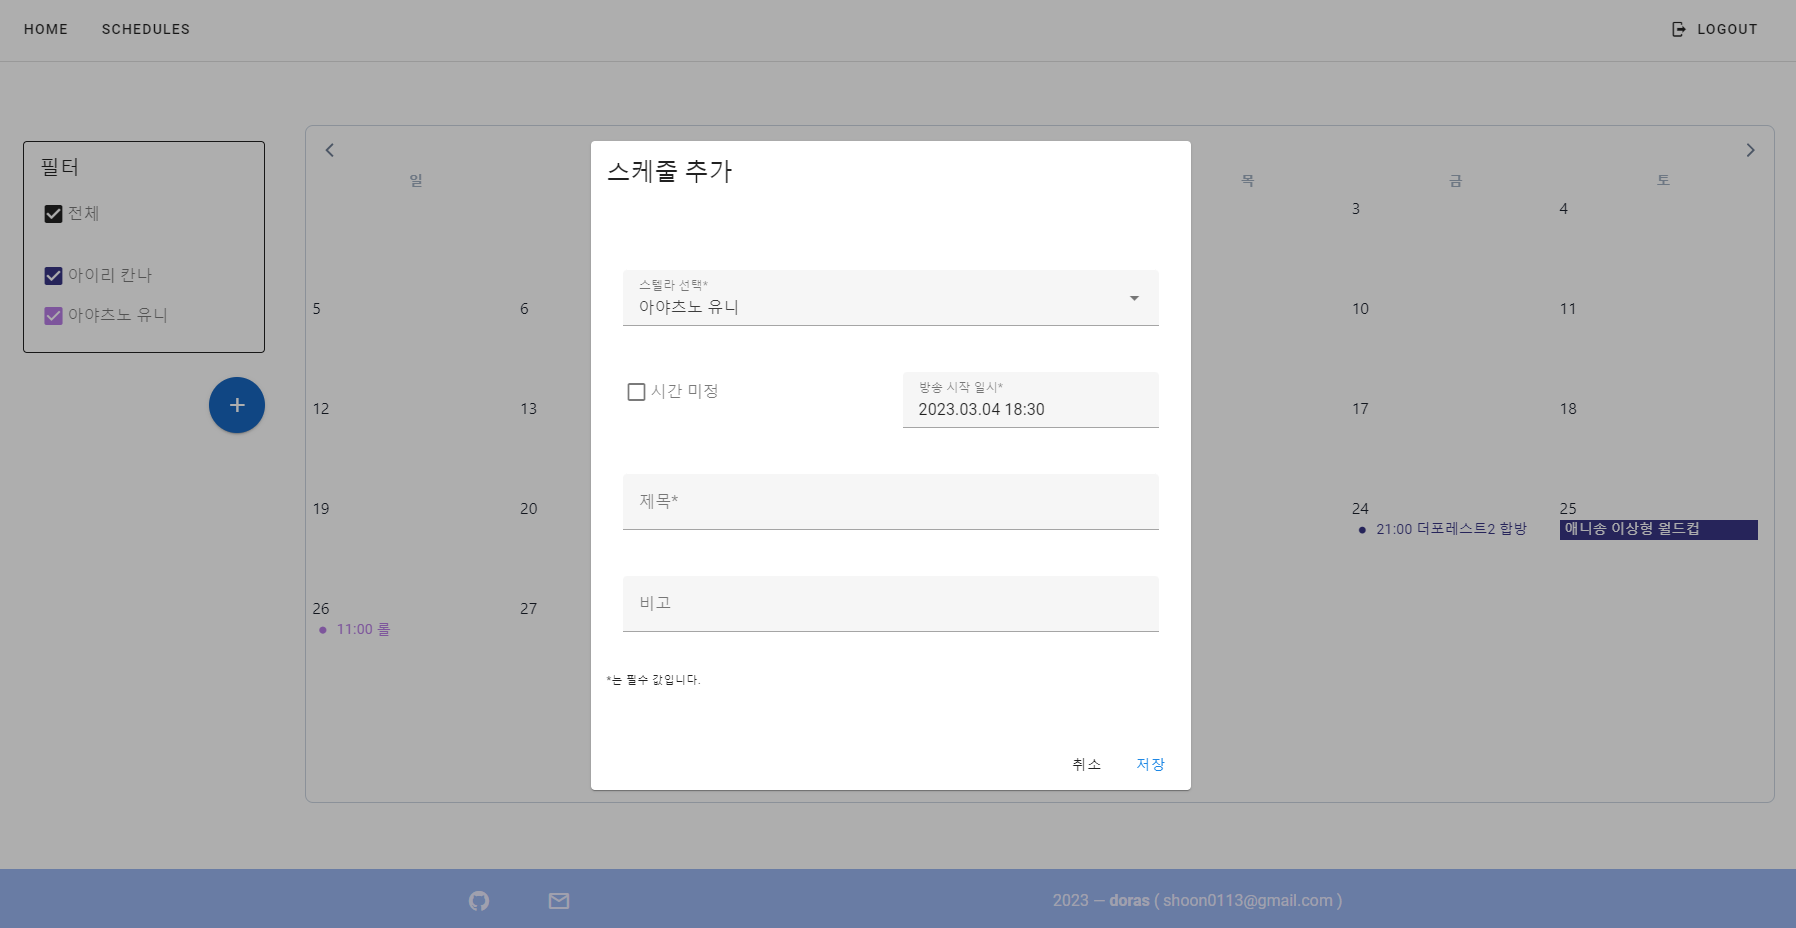 HOME SCHEDULES LOGOUT
필터
전체
아이리 칸나
아야츠노 유니
일 목 금 토
3 4
5 6 10 11
12 13 17 18
19 20 24 25
21:00 더포레스트2 합방 애니송 이상형 월드컵
26 27
11:00 롤
스케줄 추가
스텔라 선택*
아야츠노 유니
시간 미정
방송 시작 일시*
2023.03.04 18:30
제목*
비고
*는 필수 값입니다.
취소 저장
2023 — doras ( shoon0113@gmail.com )